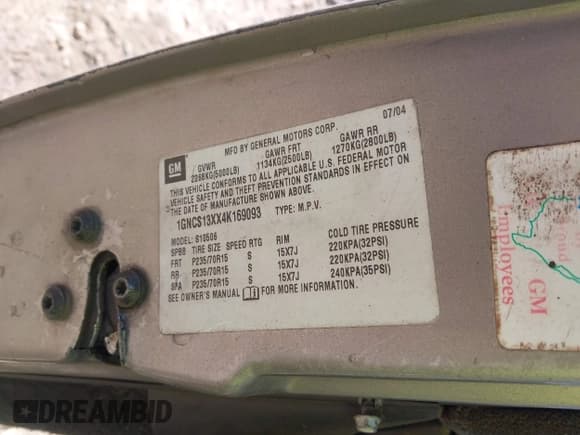 07/04
GM
MFD BY GENERAL MOTORS CORP.
GVWR GAWR FRT GAWR RR
2268KG(5000LB) 1134KG(2500LB) 1270KG(2800LB)
THIS VEHICLE CONFORMS TO ALL APPLICABLE U.S. FEDERAL MOTOR
VEHICLE SAFETY AND THEFT PREVENTION STANDARDS IN EFFECT ON
THE DATE OF MANUFACTURE SHOWN ABOVE.
1GNCS13XX4K169093 TYPE: M.P.V.
MODEL: S10506
SPBB TIRE SIZE SPEED RTG RIM COLD TIRE PRESSURE
FRT P235/70R15 S 15X7J 220KPA(32PSI)
RR P235/70R15 S 15X7J 220KPA(32PSI)
SPA P235/70R15 S 15X7J 240KPA(35PSI)
SEE OWNER'S MANUAL FOR MORE INFORMATION.
GM
Employees
DREAMBID